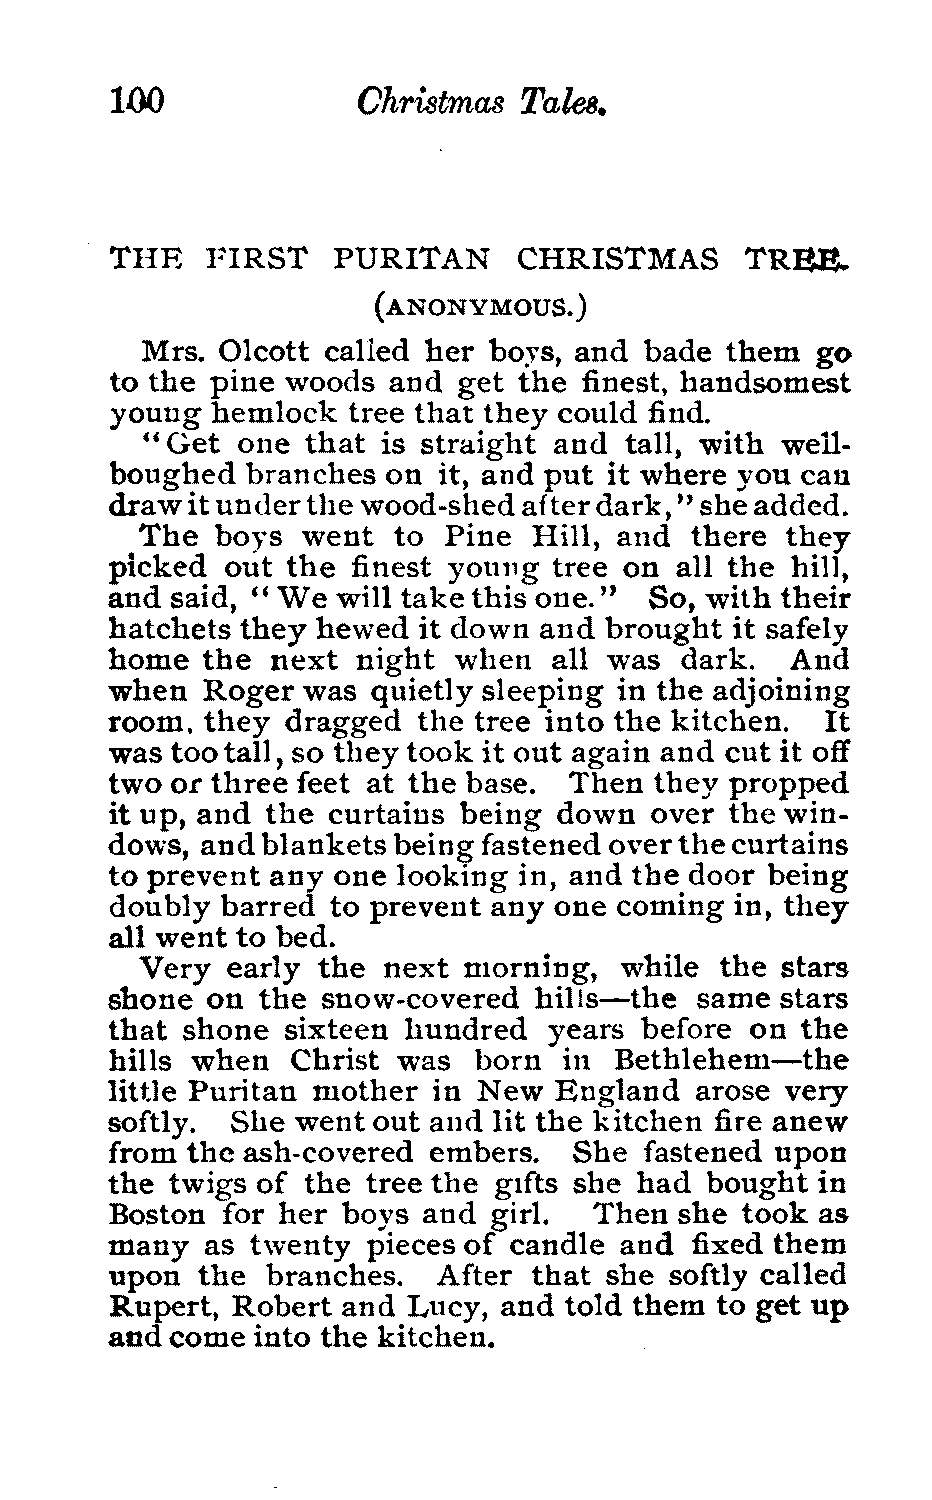 100 Christmas Tales.
THE FIRST PURITAN CHRISTMAS TREE.
(ANONYMOUS.)
Mrs. Olcott called her boys, and bade them go
to the pine woods and get the finest, handsomest
young hemlock tree that they could find.
"Get one that is straight and tall, with well-
boughed branches on it, and put it where you can
draw it under the wood-shed after dark," she added.
The boys went to Pine Hill, and there they
picked out the finest young tree on all the hill,
and said, "We will take this one." So, with their
hatchets they hewed it down and brought it safely
home the next night when all was dark. And
when Roger was quietly sleeping in the adjoining
room, they dragged the tree into the kitchen. It
was too tall, so they took it out again and cut it off
two or three feet at the base. Then they propped
it up, and the curtains being down over the win-
dows, and blankets being fastened over the curtains
to prevent any one looking in, and the door being
doubly barred to prevent any one coming in, they
all went to bed.
Very early the next morning, while the stars
shone on the snow-covered hills—the same stars
that shone sixteen hundred years before on the
hills when Christ was born in Bethlehem—the
little Puritan mother in New England arose very
softly. She went out and lit the kitchen fire anew
from the ash-covered embers. She fastened upon
the twigs of the tree the gifts she had bought in
Boston for her boys and girl. Then she took as
many as twenty pieces of candle and fixed them
upon the branches. After that she softly called
Rupert, Robert and Lucy, and told them to get up
and come into the kitchen.